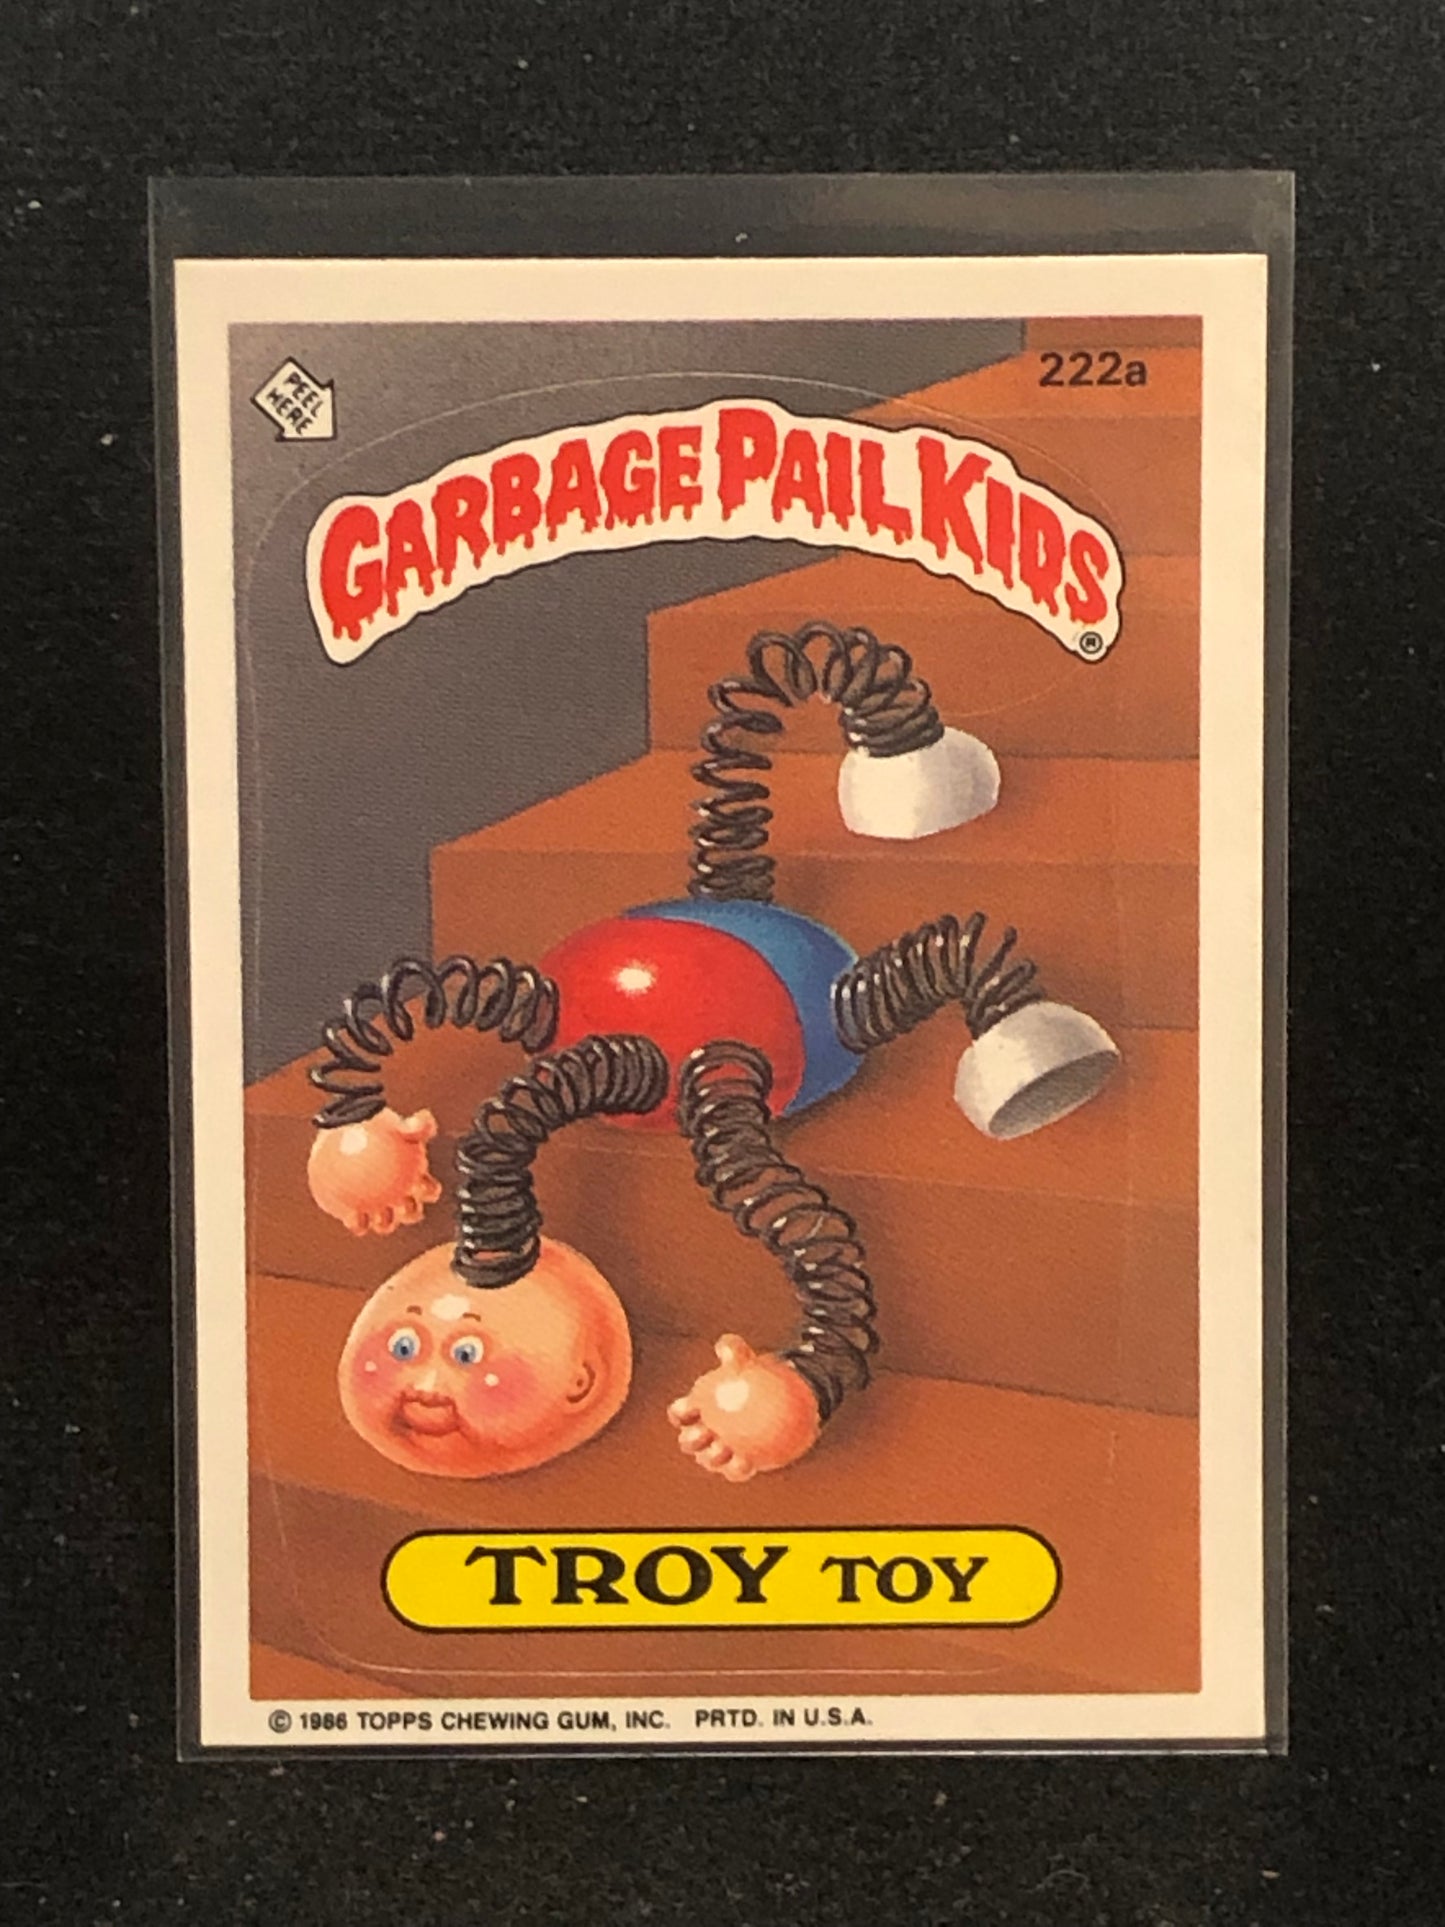 PEEL
HERE
222a
GARBAGE PAIL KIDS
®
TROY TOY
© 1986 TOPPS CHEWING GUM, INC. PRTD. IN U.S.A.